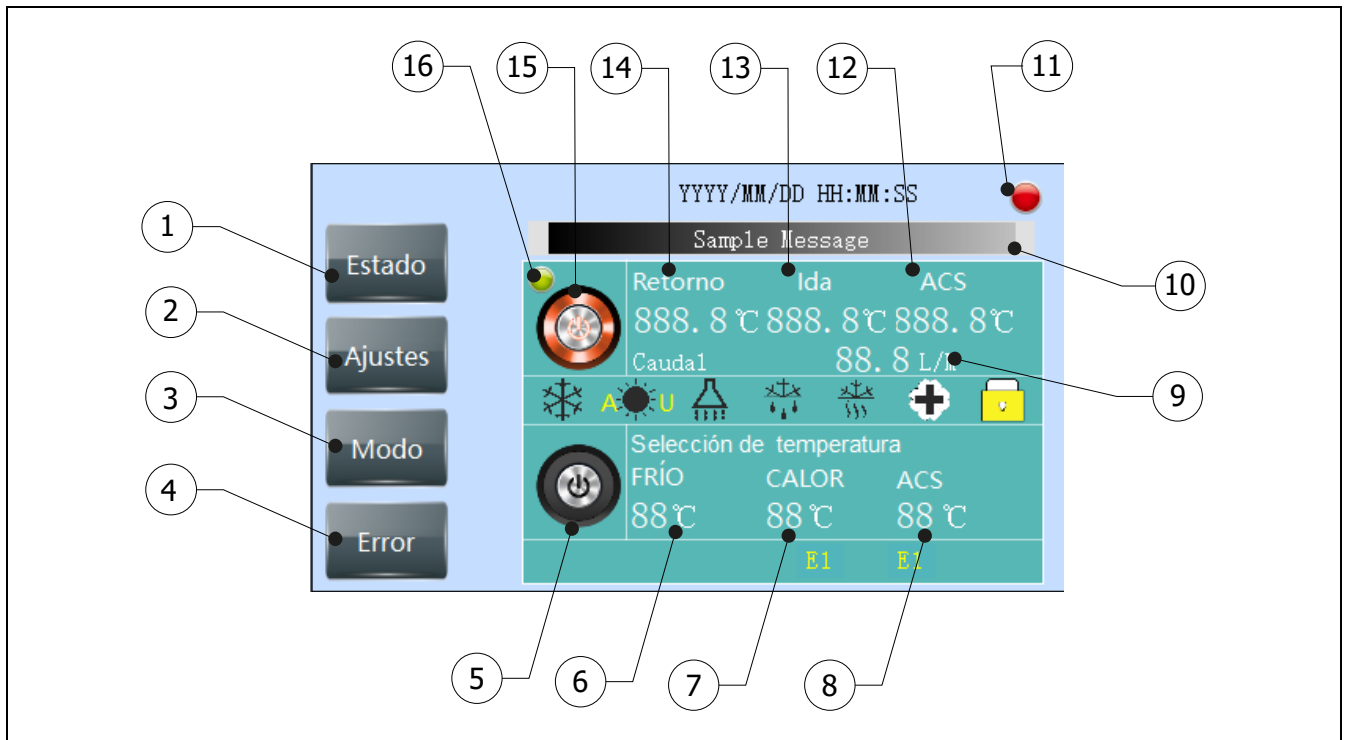 16 15 14 13 12 11
YYYY/MM/DD HH:MM:SS
Sample Message
1
Estado
Retorno Ida ACS
10
888.8℃ 888.8℃ 888.8℃
2
Ajustes
Caudal 88.8 L/M
3
A U
9
Modo
Selección de temperatura
FRÍO CALOR ACS
4
88℃ 88℃ 88℃
Error
E1 E1
5 6 7 8